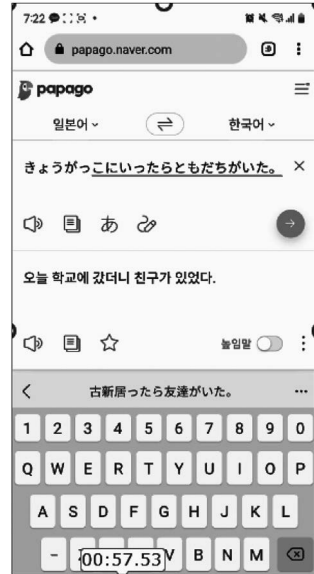 7:22
papago.naver.com
papago
일본어
한국어
きょうがっこにいったらともだちがいた。
あ
오늘 학교에 갔더니 친구가 있었다.
높임말
古新居ったら友達がいた。
1 2 3 4 5 6 7 8 9 0
Q W E R T Y U I O P
A S D F G H J K L
V B N M
00:57.53